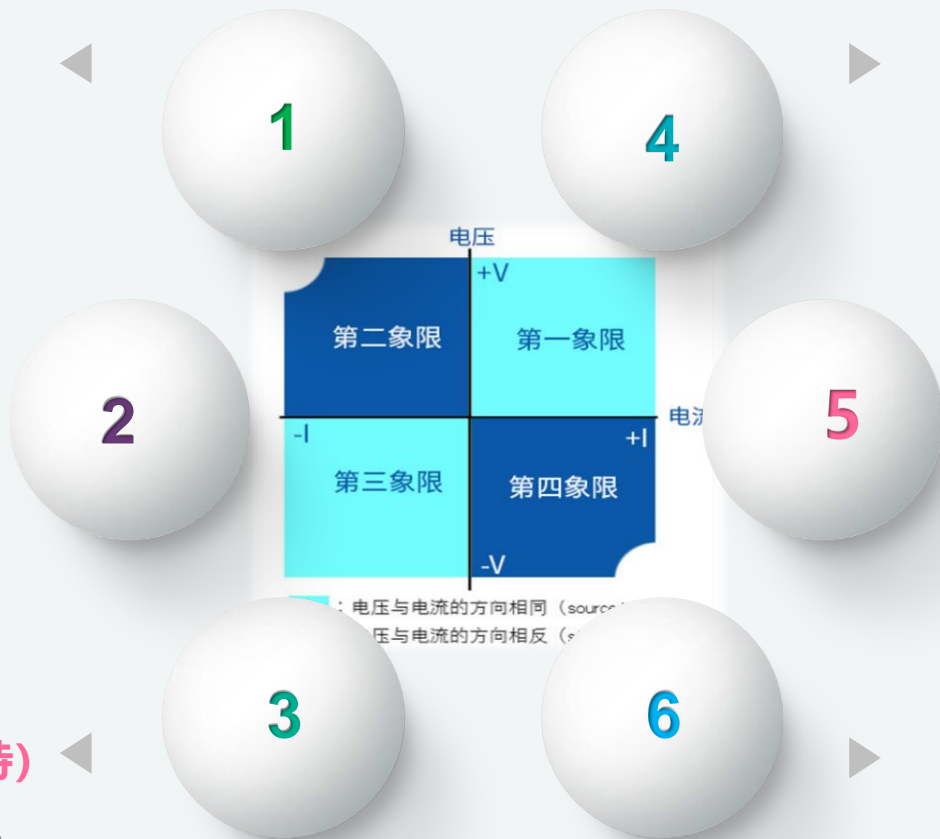 1
4
电压
+V
第二象限
第一象限
2
5
电
-I
+I
第三象限
第四象限
-V
：电压与电流的方向相同（source
压与电流的方向相反（s
3
6
)